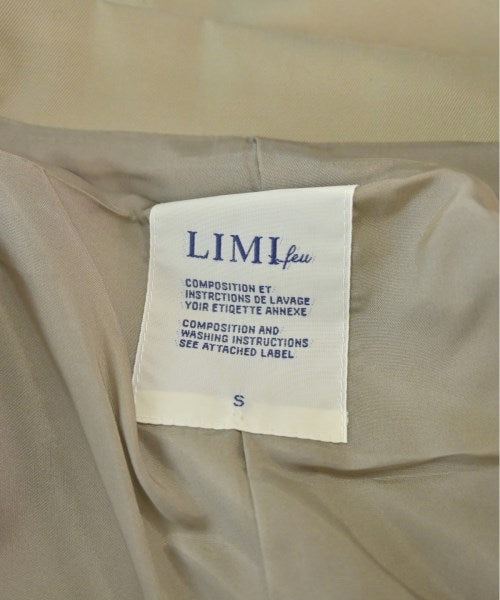 LIMI feu
COMPOSITION ET
INSTRCTIONS DE LAVAGE
VOIR ETIQETTE ANNEXE
COMPOSITION AND
WASHING INSTRUCTIONS
SEE ATTACHED LABEL
S